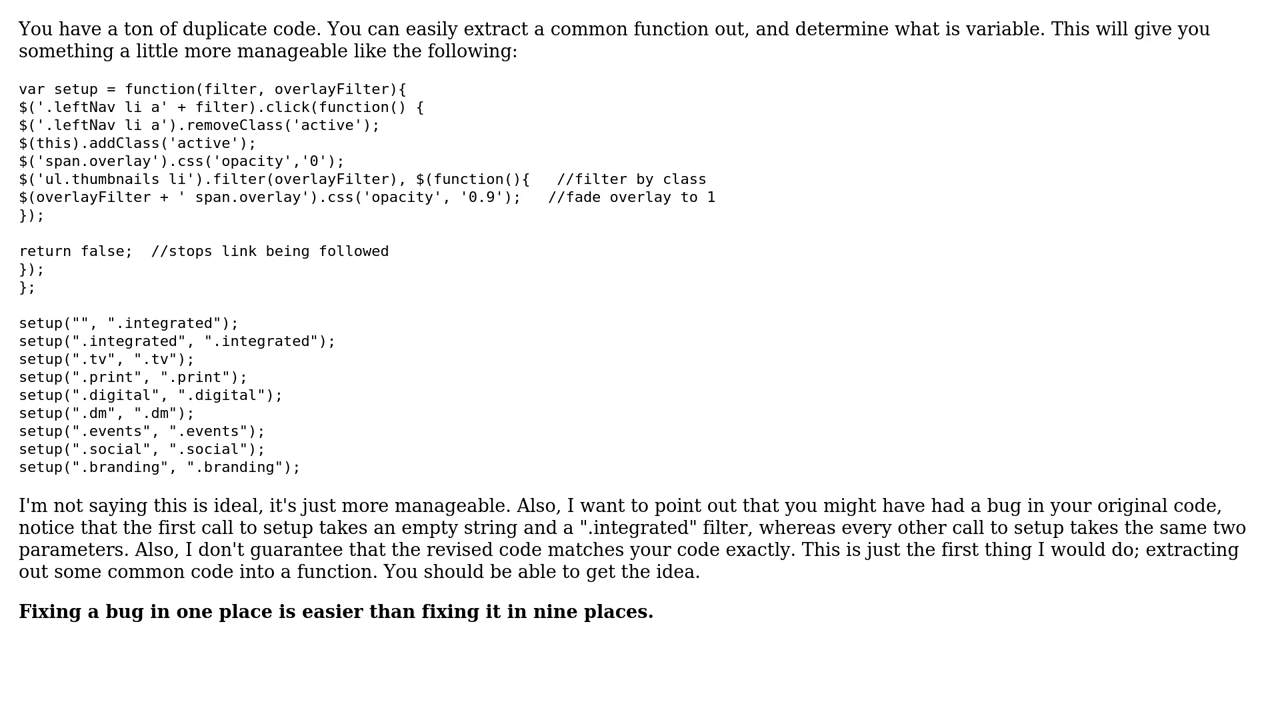 You have a ton of duplicate code. You can easily extract a common function out, and determine what is variable. This will give you
something a little more manageable like the following:
var setup = function(filter, overlayFilter){
$('.leftNav li a' + filter).click(function() {
$('.leftNav li a').removeClass('active');
$(this).addClass('active');
$('span.overlay').css('opacity','0');
$('ul.thumbnails li').filter(overlayFilter), $(function(){   //filter by class
$(overlayFilter + ' span.overlay').css('opacity', '0.9');   //fade overlay to 1
});
return false;  //stops link being followed
});
};
setup("", ".integrated");
setup(".integrated", ".integrated");
setup(".tv", ".tv");
setup(".print", ".print");
setup(".digital", ".digital");
setup(".dm", ".dm");
setup(".events", ".events");
setup(".social", ".social");
setup(".branding", ".branding");
I'm not saying this is ideal, it's just more manageable. Also, I want to point out that you might have had a bug in your original code,
notice that the first call to setup takes an empty string and a ".integrated" filter, whereas every other call to setup takes the same two
parameters. Also, I don't guarantee that the revised code matches your code exactly. This is just the first thing I would do; extracting
out some common code into a function. You should be able to get the idea.
Fixing a bug in one place is easier than fixing it in nine places.